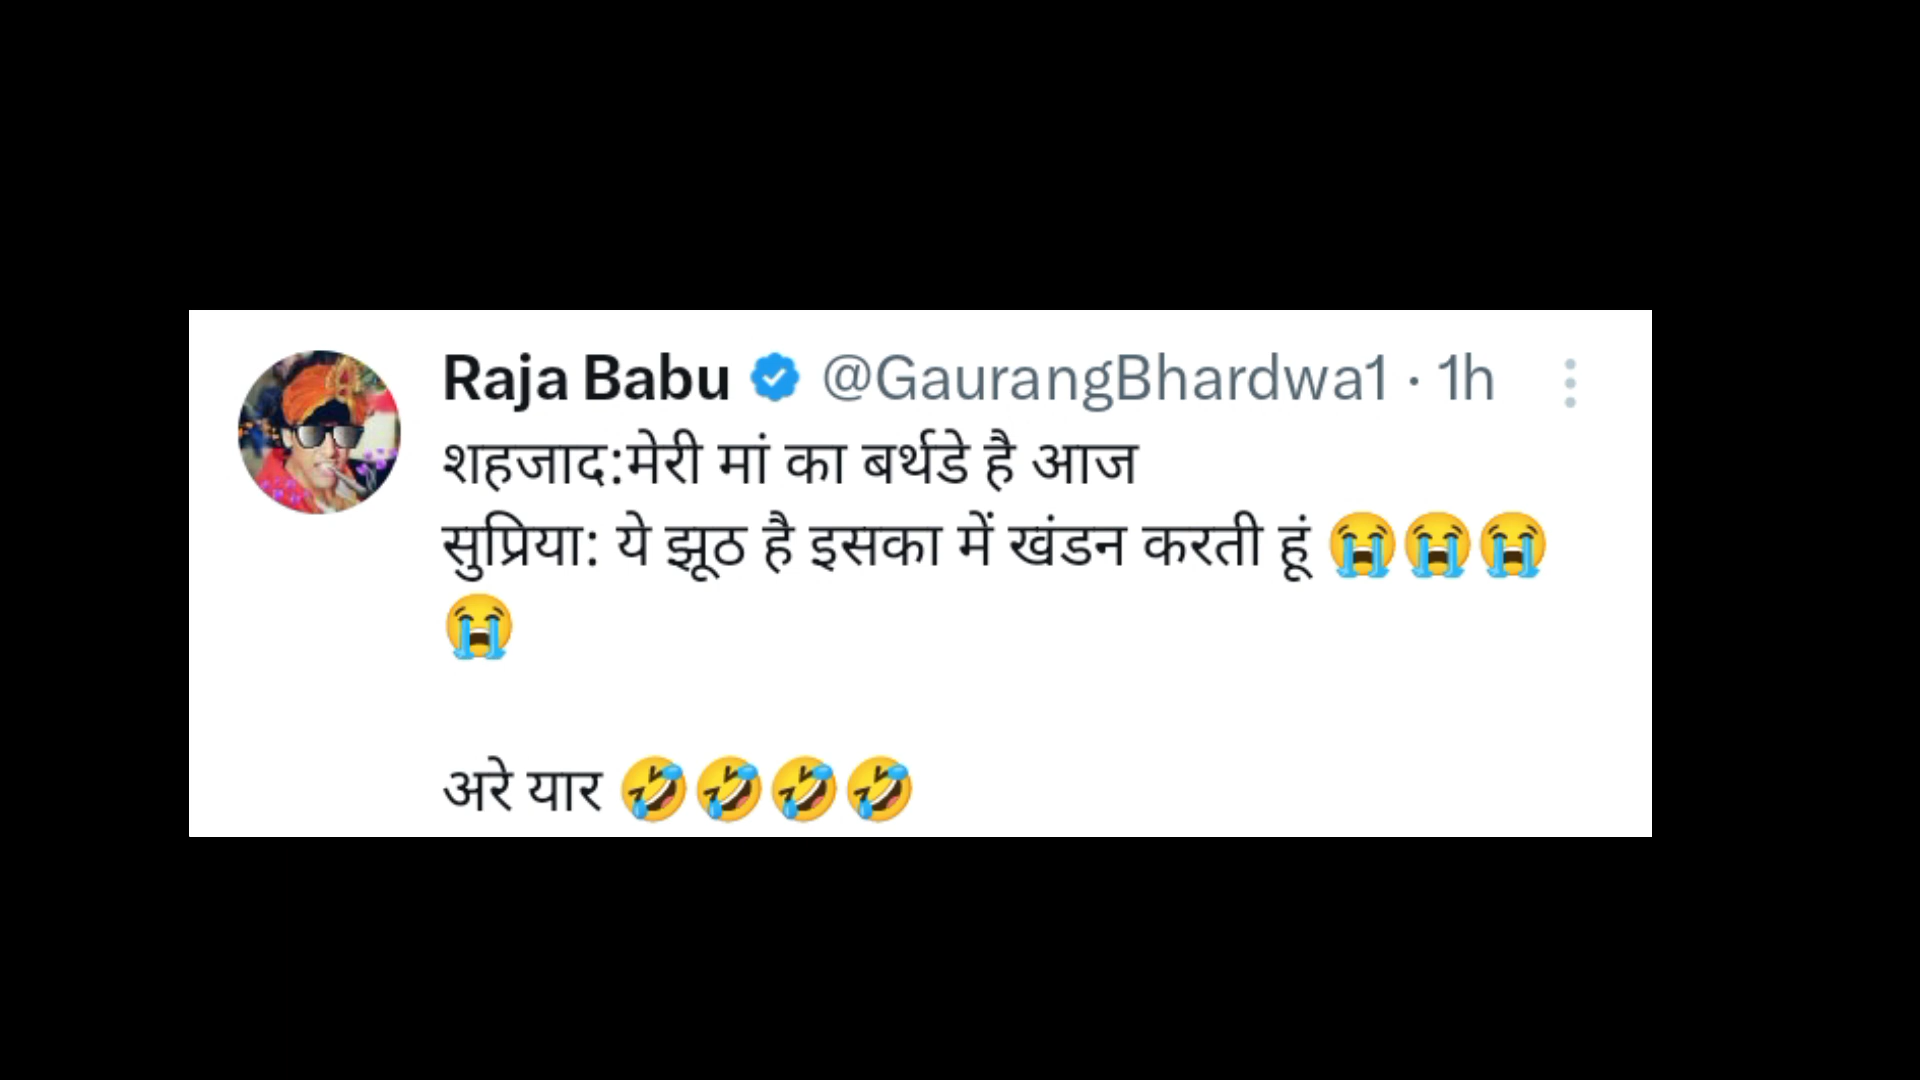 Raja Babu @GaurangBhardwa1 · 1h
शहजाद:मेरी मां का बर्थडे है आज
सुप्रिया: ये झूठ है इसका में खंडन करती हूं 😭😭😭
😭
अरे यार 🤣🤣🤣🤣